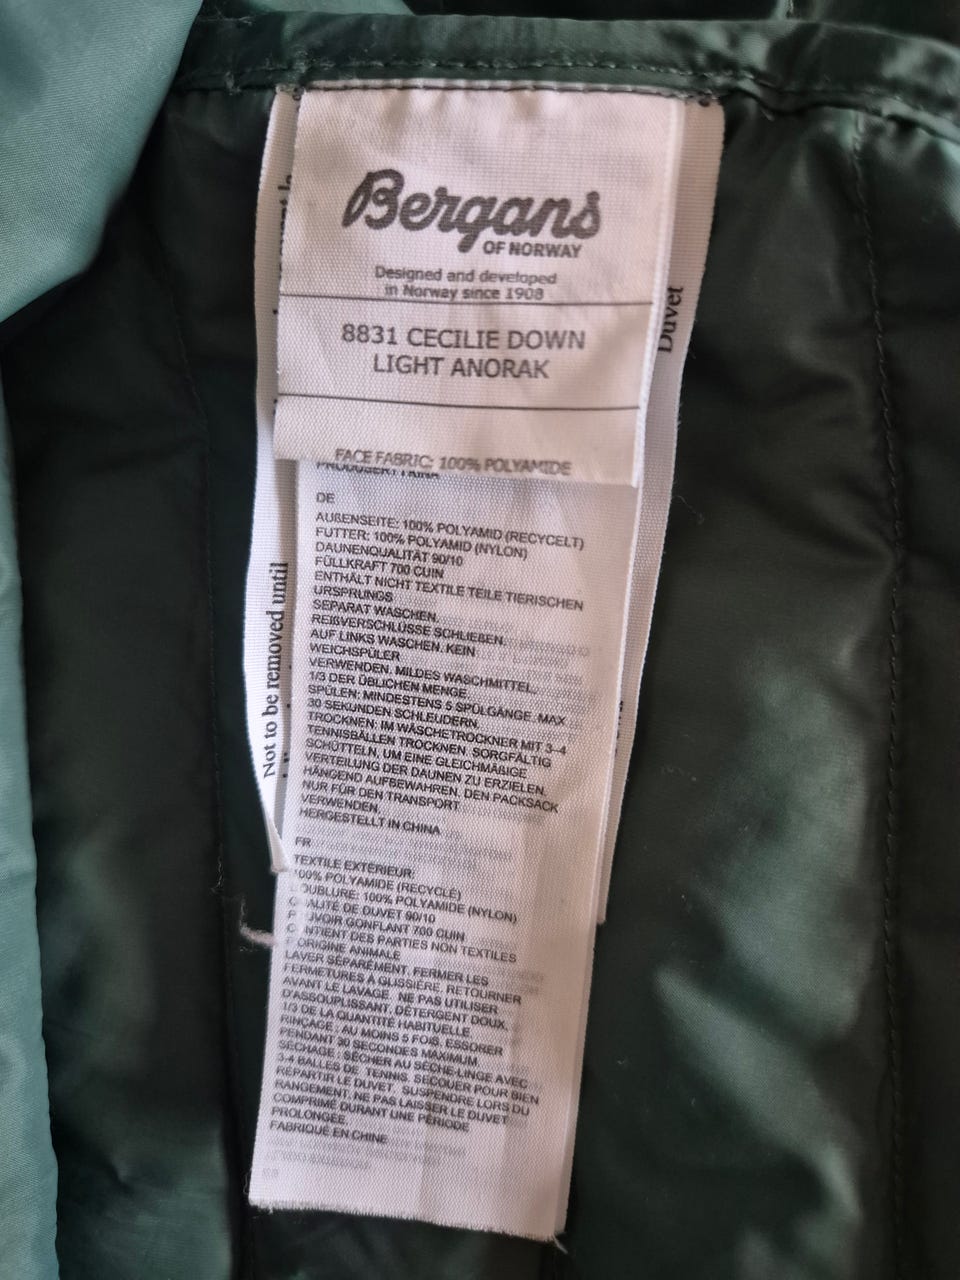 Bergans
OF NORWAY
Designed and developed
in Norway since 1908
8831 CECILIE DOWN
LIGHT ANORAK
FACE FABRIC: 100% POLYAMIDE
PRODUSERT I KINA
DE
AUßENSEITE: 100% POLYAMID (RECYCELT)
FUTTER: 100% POLYAMID (NYLON)
DAUNENQUALITÄT 90/10
FÜLLKRAFT 700 CUIN
ENTHÄLT NICHT TEXTILE TEILE TIERISCHEN
URSPRUNGS
SEPARAT WASCHEN.
REIßVERSCHLÜSSE SCHLIEßEN.
AUF LINKS WASCHEN. KEIN
WEICHSPÜLER
VERWENDEN. MILDES WASCHMITTEL,
1/3 DER ÜBLICHEN MENGE
SPÜLEN: MINDESTENS 5 SPÜLGÄNGE. MAX
30 SEKUNDEN SCHLEUDERN.
TROCKNEN: IM WÄSCHETROCKNER MIT 3-4
TENNISBÄLLEN TROCKNEN. SORGFÄLTIG
SCHÜTTELN, UM EINE GLEICHMÄßIGE
VERTEILUNG DER DAUNEN ZU ERZIELEN.
HÄNGEND AUFBEWAHREN. DEN PACKSACK
NUR FÜR DEN TRANSPORT
VERWENDEN.
HERGESTELLT IN CHINA
FR
TEXTILE EXTÉRIEUR:
100% POLYAMIDE (RECYCLÉ)
DOUBLURE: 100% POLYAMIDE (NYLON)
QUALITÉ DE DUVET 90/10
POUVOIR GONFLANT 700 CUIN
CONTIENT DES PARTIES NON TEXTILES
D'ORIGINE ANIMALE
LAVER SÉPARÉMENT. FERMER LES
FERMETURES À GLISSIÈRE, RETOURNER
AVANT LE LAVAGE. NE PAS UTILISER
D'ASSOUPLISSANT. DÉTERGENT DOUX,
1/3 DE LA QUANTITÉ HABITUELLE
RINÇAGE : AU MOINS 5 FOIS, ESSORER
PENDANT 30 SECONDES MAXIMUM.
SÉCHAGE : SÉCHER AU SÈCHE-LINGE AVEC
3-4 BALLES DE TENNIS. SECOUER POUR BIEN
RÉPARTIR LE DUVET. SUSPENDRE LORS DU
RANGEMENT. NE PAS LAISSER LE DUVET
COMPRIMÉ DURANT UNE PÉRIODE
PROLONGÉE.
FABRIQUÉ EN CHINE
Not to be removed until
Duvet